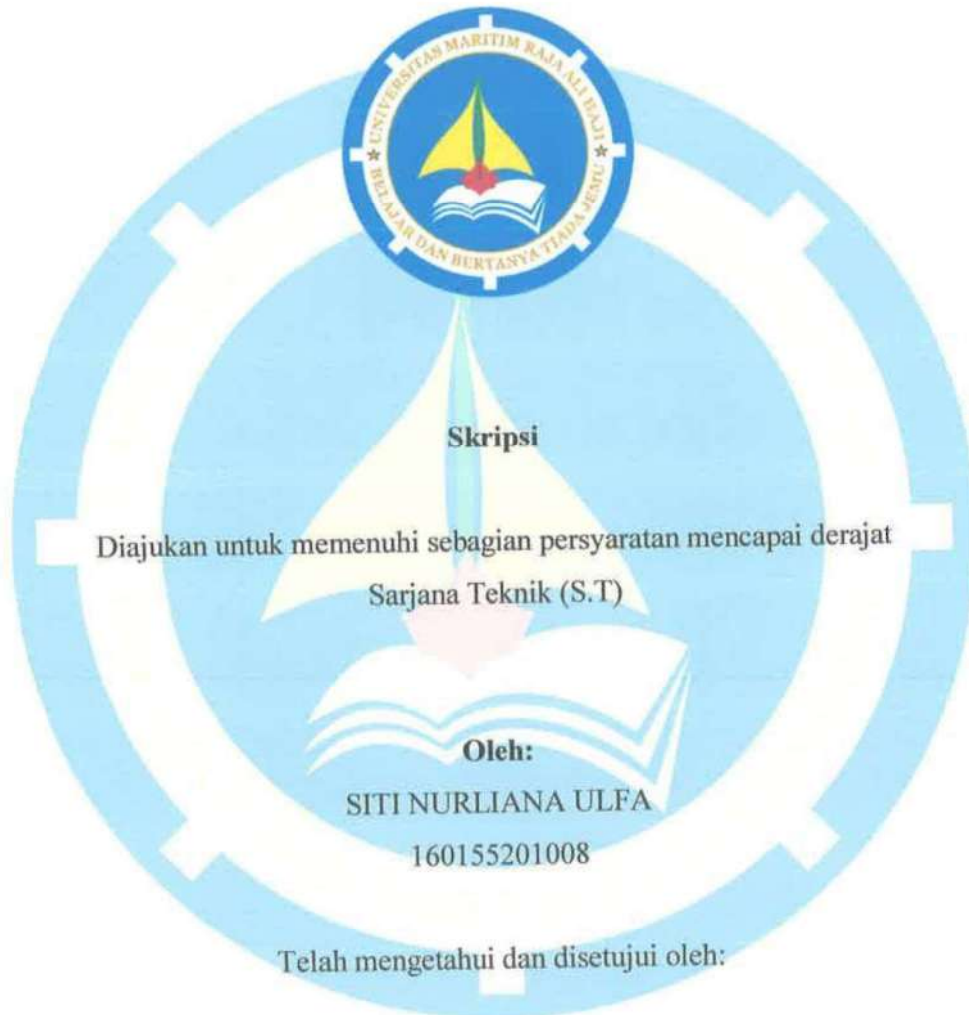 UNIVERSITAS MARITIM RAJA ALI HAJI
BELAJAR DAN BERTANYA TIADA JEMU
Skripsi
Diajukan untuk memenuhi sebagian persyaratan mencapai derajat
Sarjana Teknik (S.T)
Oleh:
SITI NURLIANA ULFA
160155201008
Telah mengetahui dan disetujui oleh: